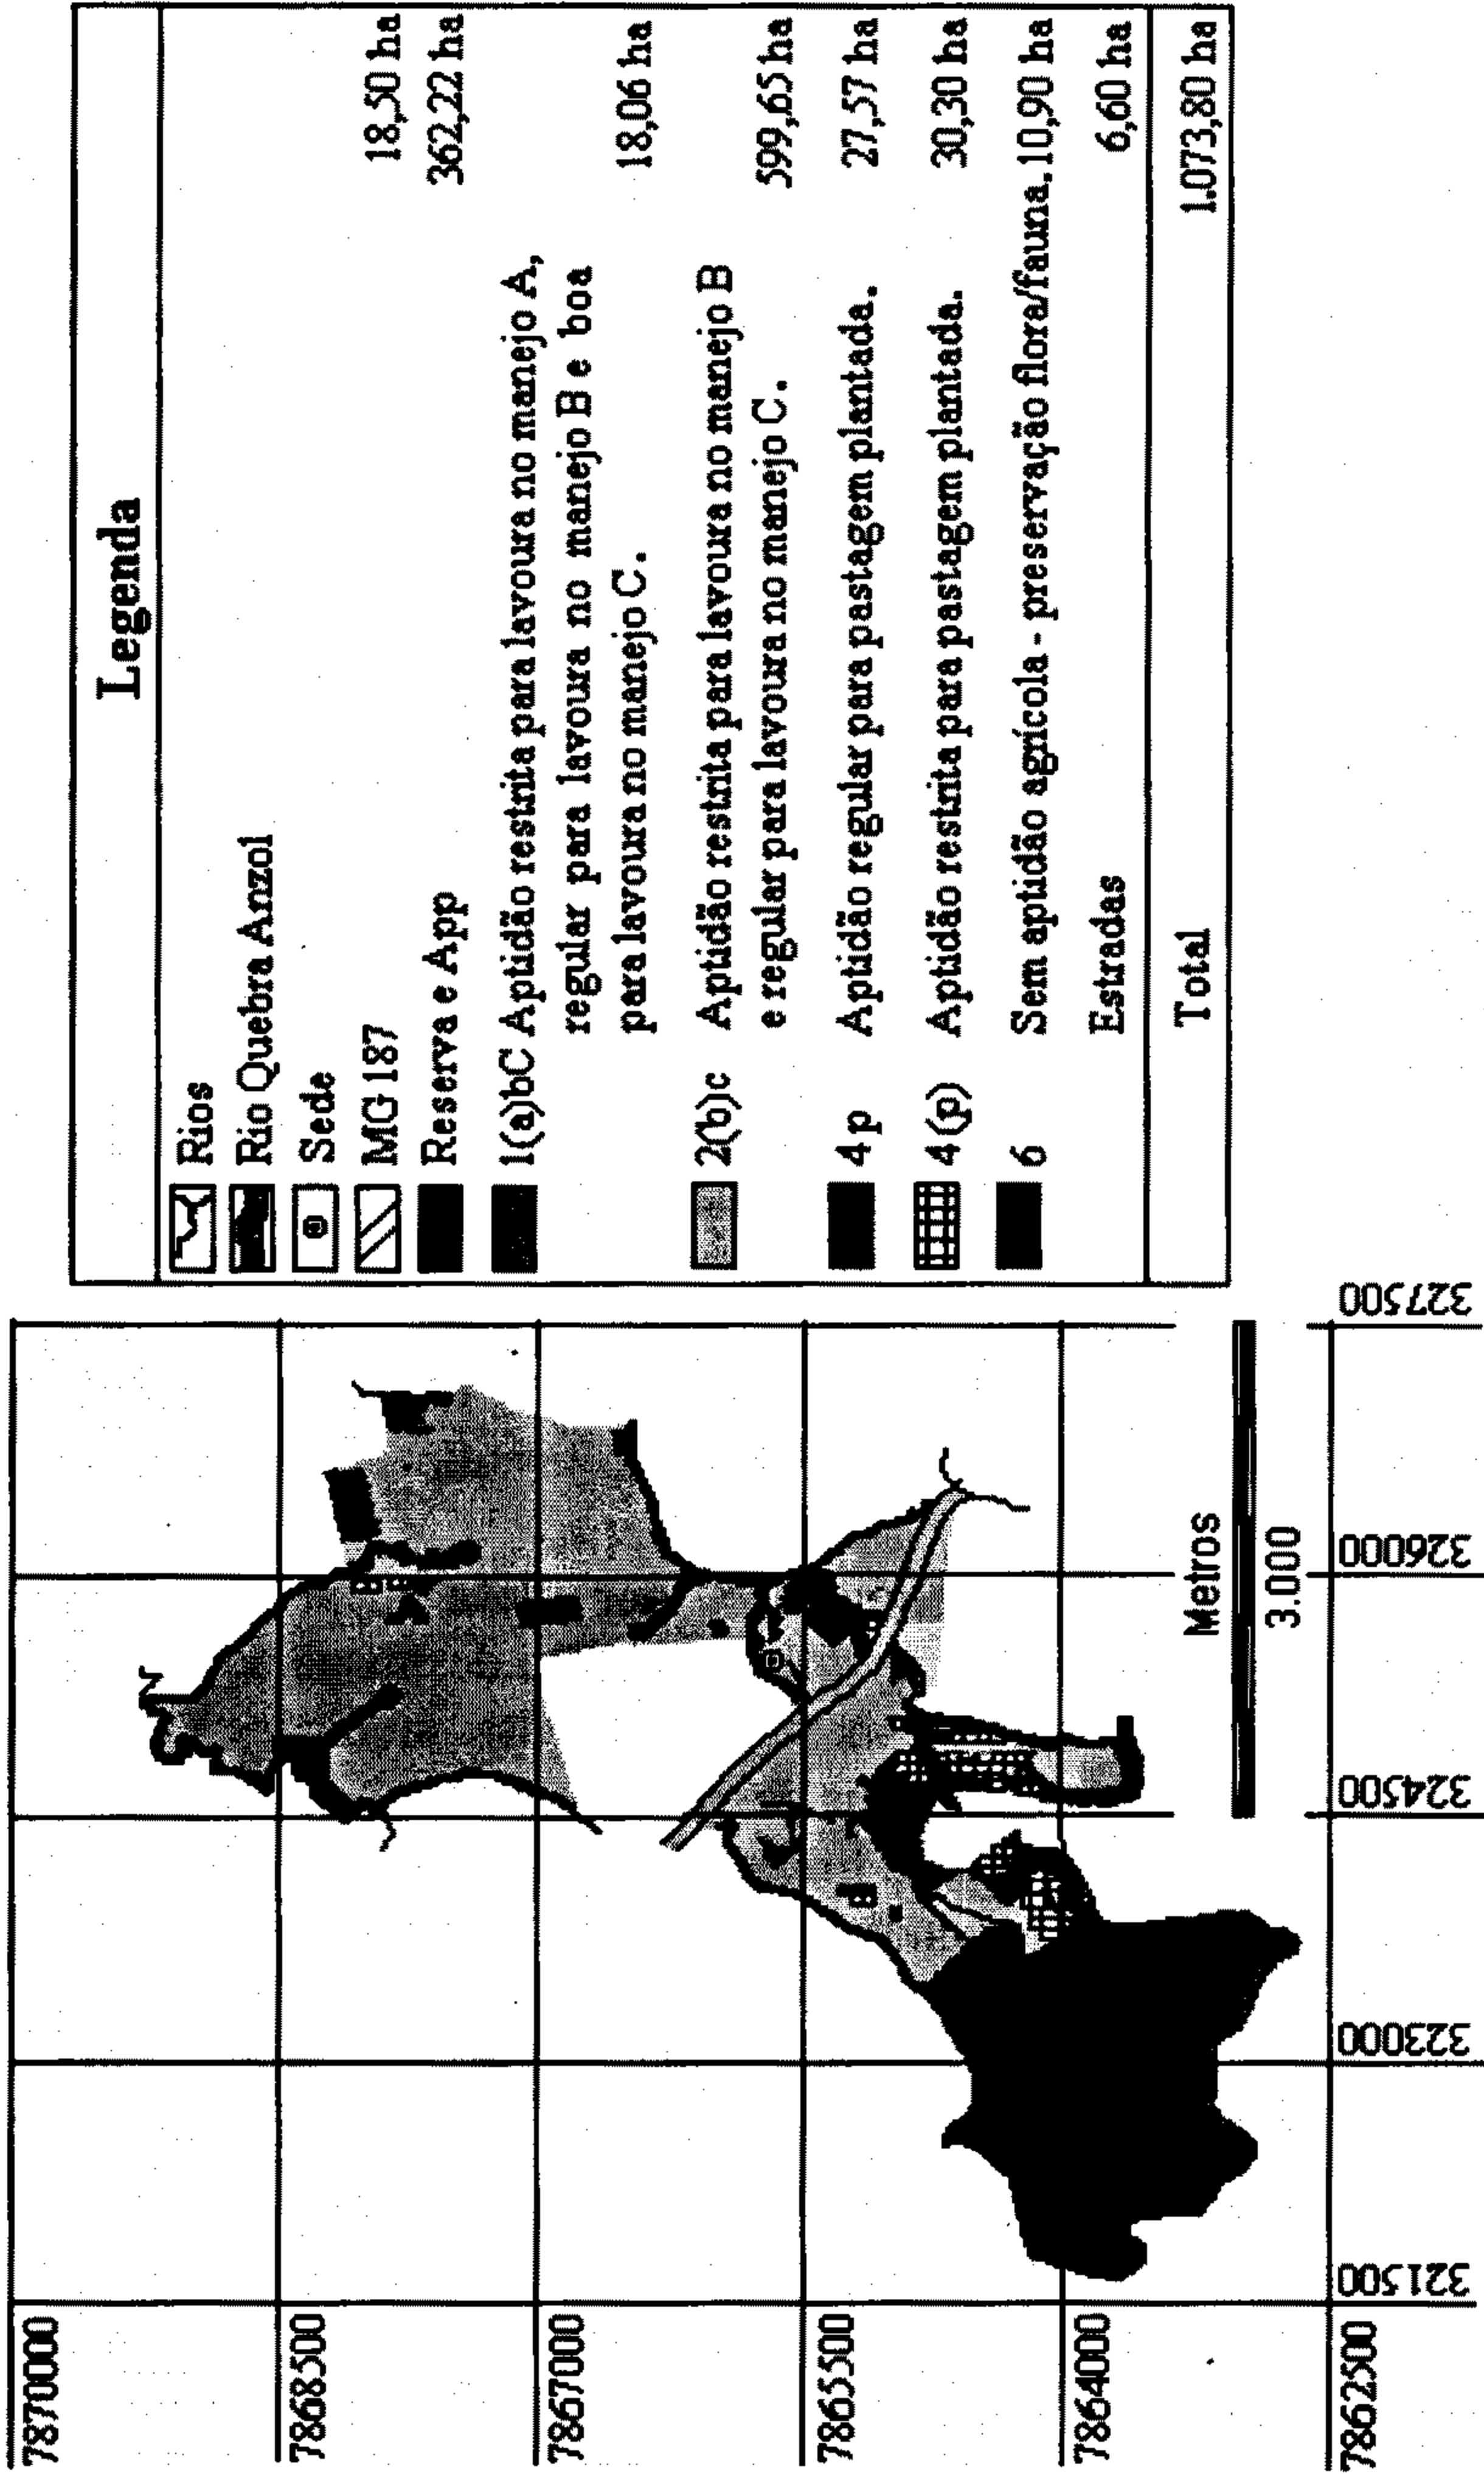 Legenda
Rios
Rio Quebra Anzol
Sede
MG 187 18,50 ha
Reserva e App 362,22 ha
1(a)bC Aptidão restrita para lavoura no manejo A,
regular para lavoura no manejo B e boa
para lavoura no manejo C. 18,06 ha
2(b)c Aptidão restrita para lavoura no manejo B
e regular para lavoura no manejo C. 599,65 ha
4 p Aptidão regular para pastagem plantada. 27,57 ha
4 (p) Aptidão restrita para pastagem plantada. 30,30 ha
6 Sem aptidão agrícola - preservação flora/fauna. 10,90 ha
Estradas 6,60 ha
Total 1.073,80 ha
7870000
7868500
7867000
7865500
7864000
7862500
321500
323000
324500
326000
327500
Metros
3.000